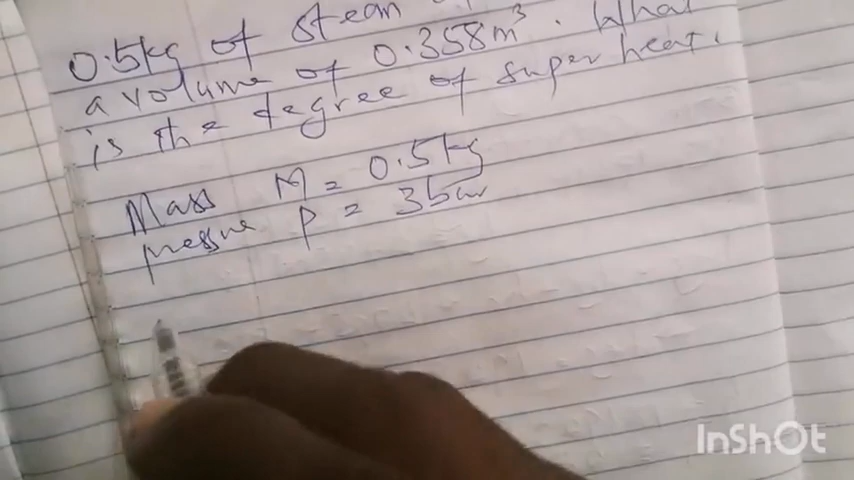 0.5kg of steam
a volume of 0.358m³. What
is the degree of super heat.
Mass M = 0.5kg
pressure P = 3bar
InShOt